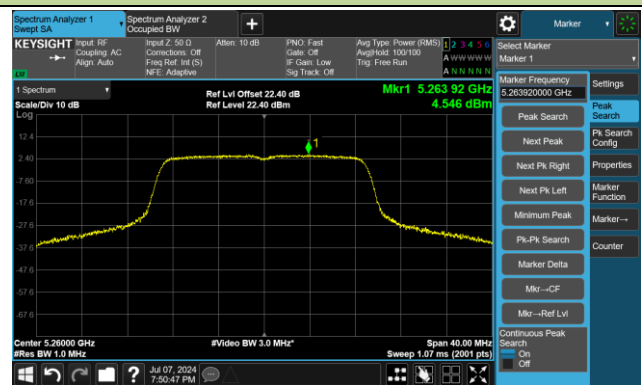 Spectrum Analyzer 1
Swept SA
Spectrum Analyzer 2
Occupied BW
Marker
KEYSIGHT
Input: RF
Coupling: AC
Align: Auto
Input Z: 50 Ω
Corrections: Off
Freq Ref: Int (S)
NFE: Adaptive
Atten: 10 dB
PNO: Fast
Gate: Off
IF Gain: Low
Sig Track: Off
Avg Type: Power (RMS)
Avg|Hold: 100/100
Trig: Free Run
1 2 3 4 5 6
A W W W W W
A N N N N N
Select Marker
Marker 1
Marker Frequency
5.263920000 GHz
Settings
Peak Search
Next Peak
Next Pk Right
Next Pk Left
Minimum Peak
Pk-Pk Search
Marker Delta
Mkr→CF
Mkr→Ref Lvl
Continuous Peak
Search
On
Off
Peak
Search
Pk Search
Config
Properties
Marker
Function
Marker→
Counter
1 Spectrum
Scale/Div 10 dB
Log
Ref Lvl Offset 22.40 dB
Ref Level 22.40 dBm
Mkr1 5.263 92 GHz
4.546 dBm
1
12.4
2.40
-7.60
-17.6
-27.6
-37.6
-47.6
-57.6
-67.6
Center 5.26000 GHz
#Res BW 1.0 MHz
#Video BW 3.0 MHz*
Span 40.00 MHz
Sweep 1.07 ms (2001 pts)
Jul 07, 2024
7:50:47 PM